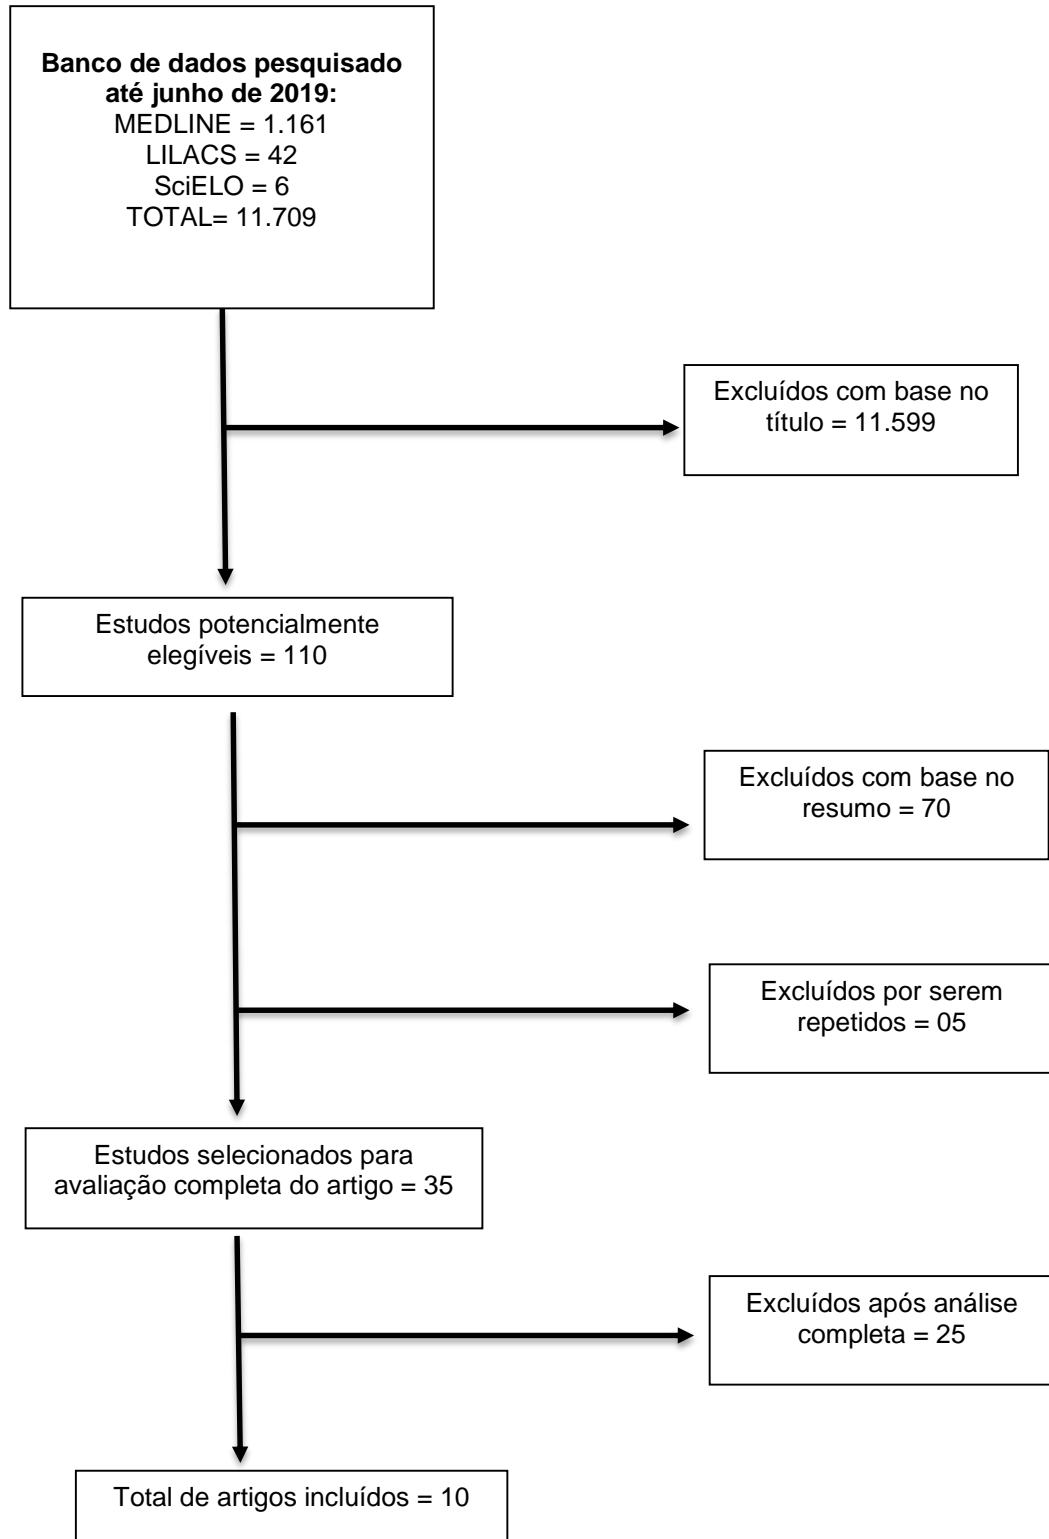 Banco de dados pesquisado
até junho de 2019:
MEDLINE = 1.161
LILACS = 42
SciELO = 6
TOTAL= 11.709
Excluídos com base no
título = 11.599
Estudos potencialmente
elegíveis = 110
Excluídos com base no
resumo = 70
Excluídos por serem
repetidos = 05
Estudos selecionados para
avaliação completa do artigo = 35
Excluídos após análise
completa = 25
Total de artigos incluídos = 10